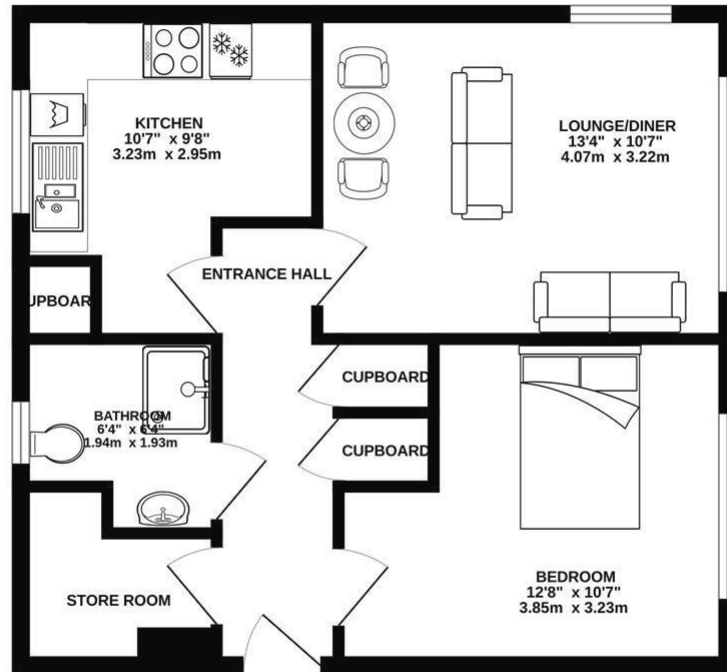 KITCHEN
10'7" x 9'8"
3.23m x 2.95m
LOUNGE/DINER
13'4" x 10'7"
4.07m x 3.22m
ENTRANCE HALL
UPBOAR
CUPBOARD
BATHROOM
6'4" x 6'4"
1.94m x 1.93m
CUPBOARD
STORE ROOM
BEDROOM
12'8" x 10'7"
3.85m x 3.23m